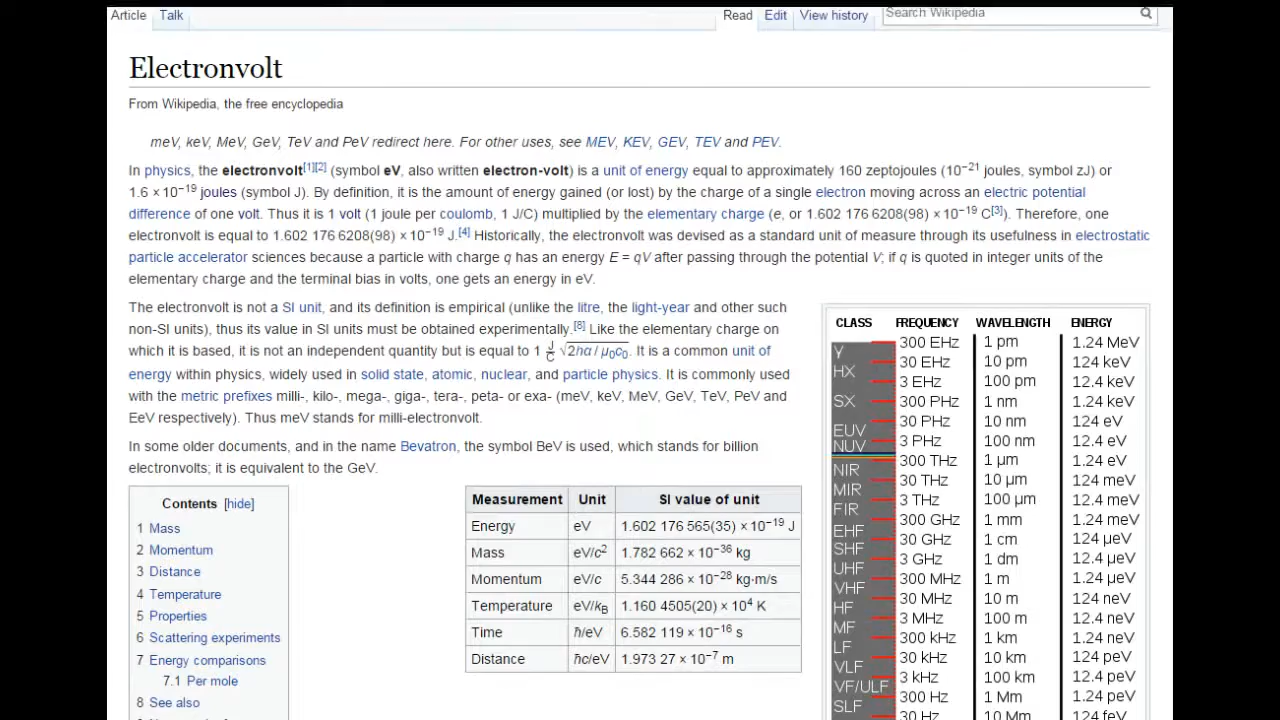 Article Talk Read Edit View history Search Wikipedia
Electronvolt
From Wikipedia, the free encyclopedia
meV, keV, MeV, GeV, TeV and PeV redirect here. For other uses, see MEV, KEV, GEV, TEV and PEV.
In physics, the electronvolt[1][2] (symbol eV, also written electron-volt) is a unit of energy equal to approximately 160 zeptojoules (10⁻²¹ joules, symbol zJ) or
1.6 × 10⁻¹⁹ joules (symbol J). By definition, it is the amount of energy gained (or lost) by the charge of a single electron moving across an electric potential
difference of one volt. Thus it is 1 volt (1 joule per coulomb, 1 J/C) multiplied by the elementary charge (e, or 1.602 176 6208(98) × 10⁻¹⁹ C[3]). Therefore, one
electronvolt is equal to 1.602 176 6208(98) × 10⁻¹⁹ J.[4] Historically, the electronvolt was devised as a standard unit of measure through its usefulness in electrostatic
particle accelerator sciences because a particle with charge q has an energy E = qV after passing through the potential V; if q is quoted in integer units of the
elementary charge and the terminal bias in volts, one gets an energy in eV.
The electronvolt is not a SI unit, and its definition is empirical (unlike the litre, the light-year and other such
non-SI units), thus its value in SI units must be obtained experimentally.[8] Like the elementary charge on
which it is based, it is not an independent quantity but is equal to 1 J/C √2hα / μ₀c₀. It is a common unit of
energy within physics, widely used in solid state, atomic, nuclear, and particle physics. It is commonly used
with the metric prefixes milli-, kilo-, mega-, giga-, tera-, peta- or exa- (meV, keV, MeV, GeV, TeV, PeV and
EeV respectively). Thus meV stands for milli-electronvolt.
In some older documents, and in the name Bevatron, the symbol BeV is used, which stands for billion
electronvolts; it is equivalent to the GeV.
Contents [hide]
1 Mass
2 Momentum
3 Distance
4 Temperature
5 Properties
6 Scattering experiments
7 Energy comparisons
7.1 Per mole
8 See also
Measurement Unit SI value of unit
Energy eV 1.602 176 565(35) × 10⁻¹⁹ J
Mass eV/c² 1.782 662 × 10⁻³⁶ kg
Momentum eV/c 5.344 286 × 10⁻²⁸ kg⋅m/s
Temperature eV/kB 1.160 4505(20) × 10⁴ K
Time ħ/eV 6.582 119 × 10⁻¹⁶ s
Distance ħc/eV 1.973 27 × 10⁻⁷ m
CLASS FREQUENCY WAVELENGTH ENERGY
300 EHz 1 pm 1.24 MeV
Y 30 EHz 10 pm 124 keV
HX 3 EHz 100 pm 12.4 keV
SX 300 PHz 1 nm 1.24 keV
30 PHz 10 nm 124 eV
EUV 3 PHz 100 nm 12.4 eV
NUV 300 THz 1 μm 1.24 eV
NIR 30 THz 10 μm 124 meV
MIR 3 THz 100 μm 12.4 meV
FIR 300 GHz 1 mm 1.24 meV
EHF 30 GHz 1 cm 124 μeV
SHF 3 GHz 1 dm 12.4 μeV
UHF 300 MHz 1 m 1.24 μeV
VHF 30 MHz 10 m 124 neV
HF 3 MHz 100 m 12.4 neV
MF 300 kHz 1 km 1.24 neV
LF 30 kHz 10 km 124 peV
VLF 3 kHz 100 km 12.4 peV
VF/ULF 300 Hz 1 Mm 1.24 peV
SLF 30 Hz 10 Mm 124 feV